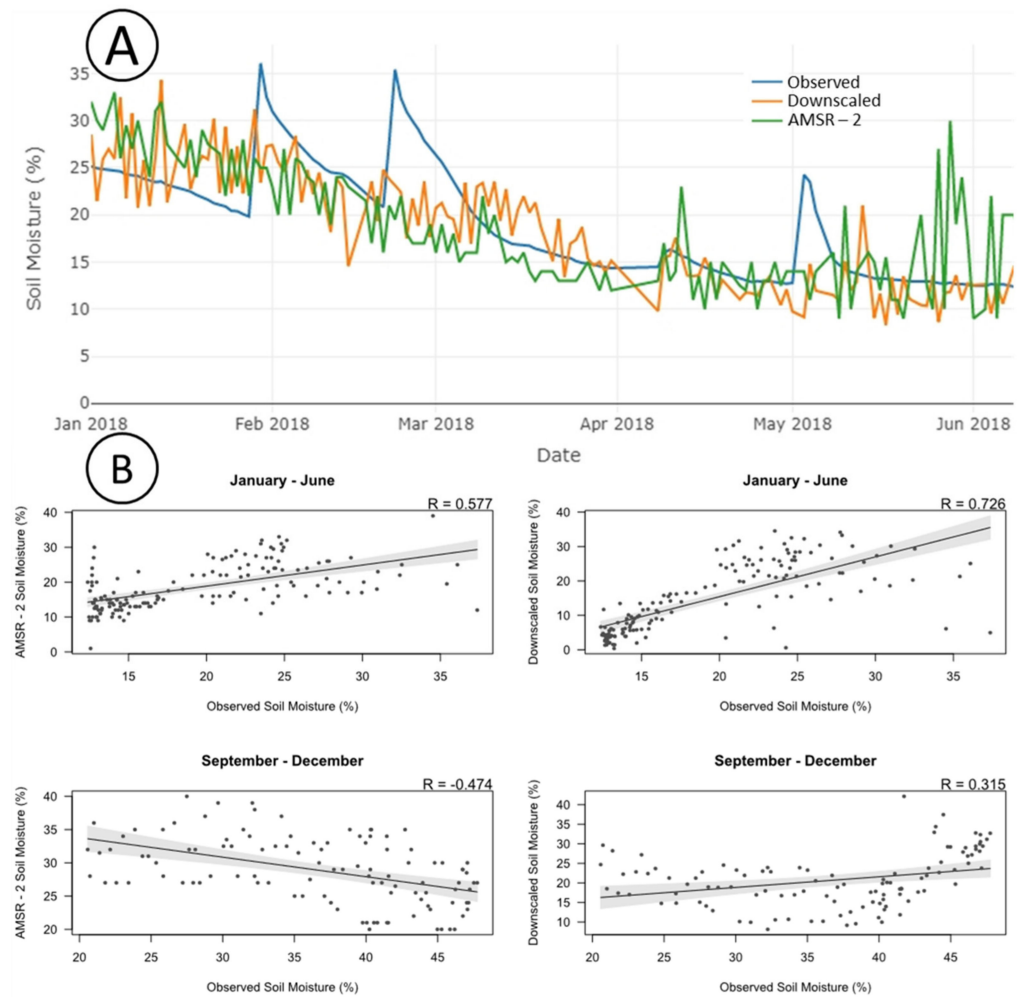 A
Soil Moisture (%)
35
30
25
20
15
10
5
0
Observed
Downscaled
AMSR – 2
Jan 2018 Feb 2018 Mar 2018 Apr 2018 May 2018 Jun 2018
Date
B
January - June
R = 0.577
AMSR - 2 Soil Moisture (%)
40
30
20
10
0
15 20 25 30 35
Observed Soil Moisture (%)
January - June
R = 0.726
Downscaled Soil Moisture (%)
40
30
20
10
0
15 20 25 30 35
Observed Soil Moisture (%)
September - December
R = -0.474
AMSR - 2 Soil Moisture (%)
40
35
30
25
20
20 25 30 35 40 45
Observed Soil Moisture (%)
September - December
R = 0.315
Downscaled Soil Moisture (%)
40
35
30
25
20
15
10
20 25 30 35 40 45
Observed Soil Moisture (%)